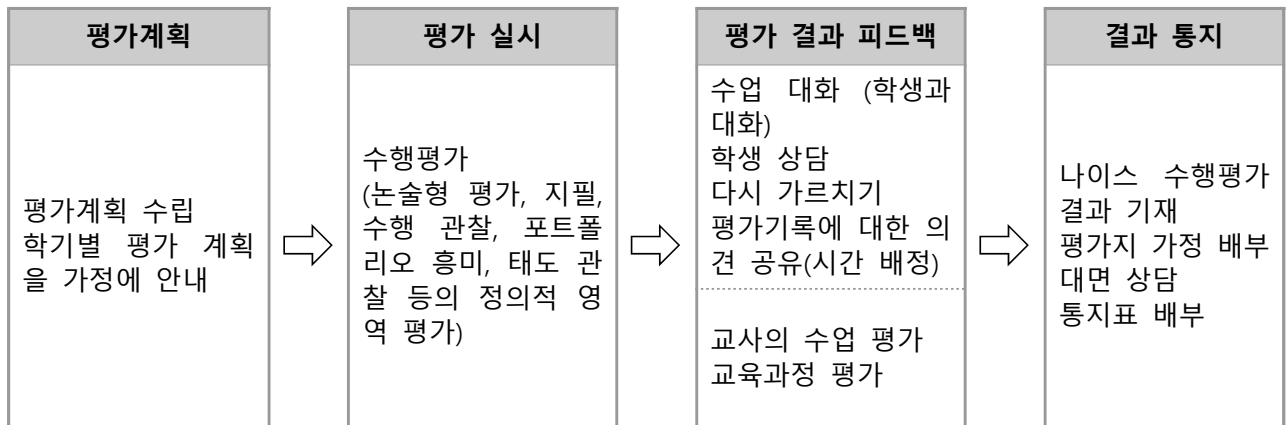 평가계획
평가계획 수립
학기별 평가 계획
을 가정에 안내
평가 실시
수행평가
(논술형 평가, 지필,
수행 관찰, 포트폴
리오 흥미, 태도 관
찰 등의 정의적 영
역 평가)
평가 결과 피드백
수업 대화 (학생과
대화)
학생 상담
다시 가르치기
평가기록에 대한 의
견 공유(시간 배정)
교사의 수업 평가
교육과정 평가
결과 통지
나이스 수행평가
결과 기재
평가지 가정 배부
대면 상담
통지표 배부